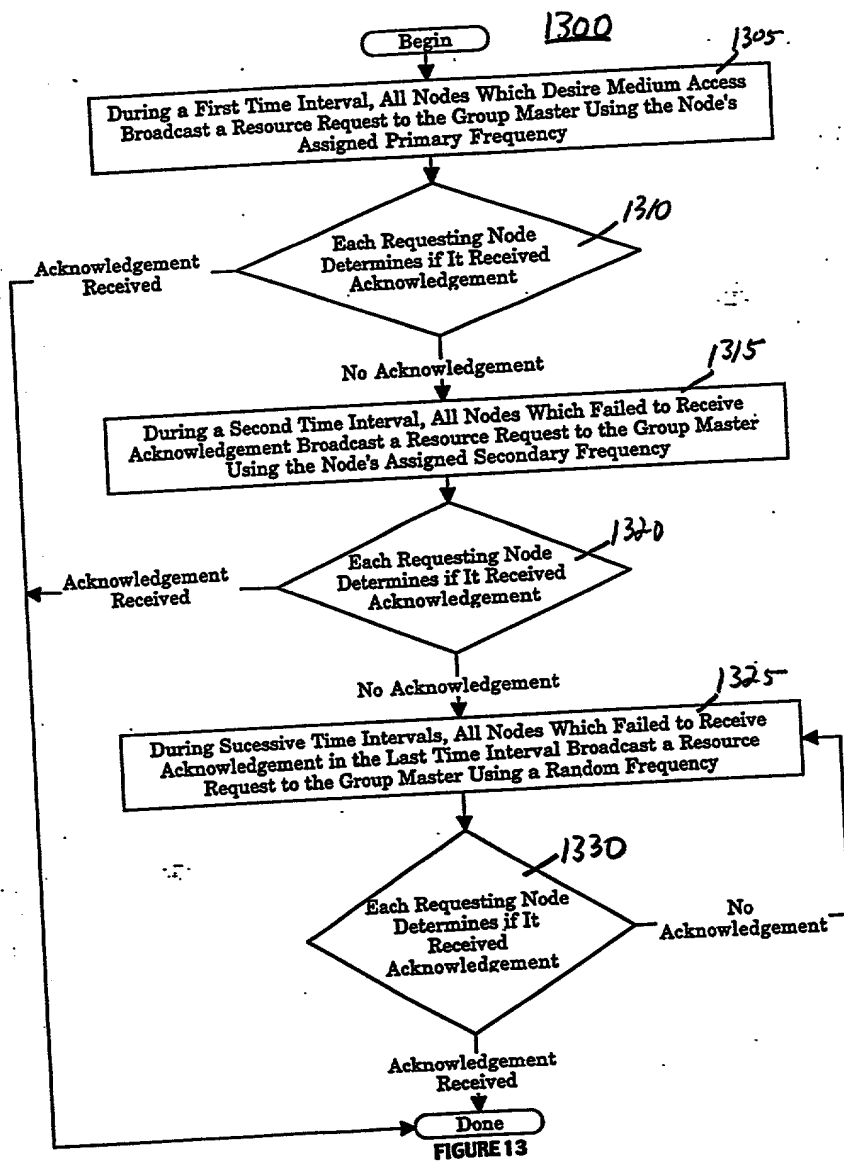 Begin
1300
1305
During a First Time Interval, All Nodes Which Desire Medium Access
Broadcast a Resource Request to the Group Master Using the Node's
Assigned Primary Frequency
1310
Each Requesting Node
Determines if It Received
Acknowledgement
Acknowledgement
Received
No Acknowledgement
1315
During a Second Time Interval, All Nodes Which Failed to Receive
Acknowledgement Broadcast a Resource Request to the Group Master
Using the Node's Assigned Secondary Frequency
1320
Each Requesting Node
Determines if It Received
Acknowledgement
Acknowledgement
Received
No Acknowledgement
1325
During Sucessive Time Intervals, All Nodes Which Failed to Receive
Acknowledgement in the Last Time Interval Broadcast a Resource
Request to the Group Master Using a Random Frequency
1330
Each Requesting Node
Determines if It
Received
Acknowledgement
No
Acknowledgement
Acknowledgement
Received
Done
FIGURE 13